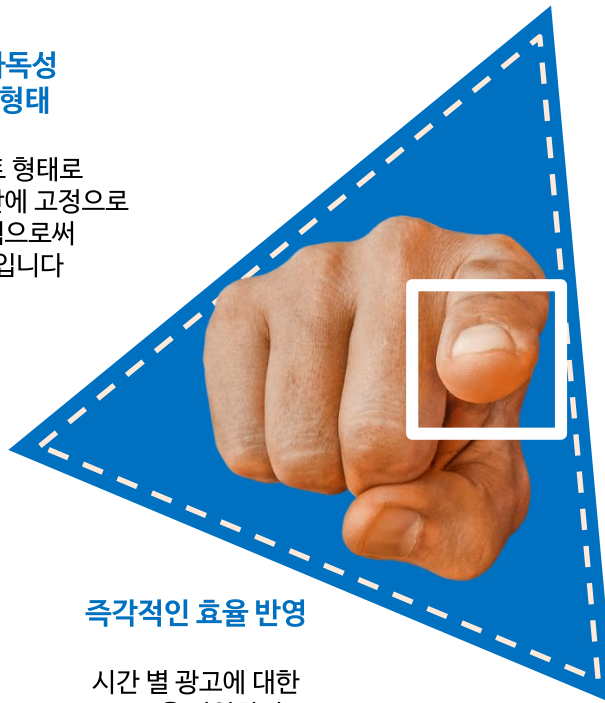 독성
형태
형태로
고정으로
으로써
입니다
즉각적인 효율 반영
시간 별 광고에 대한